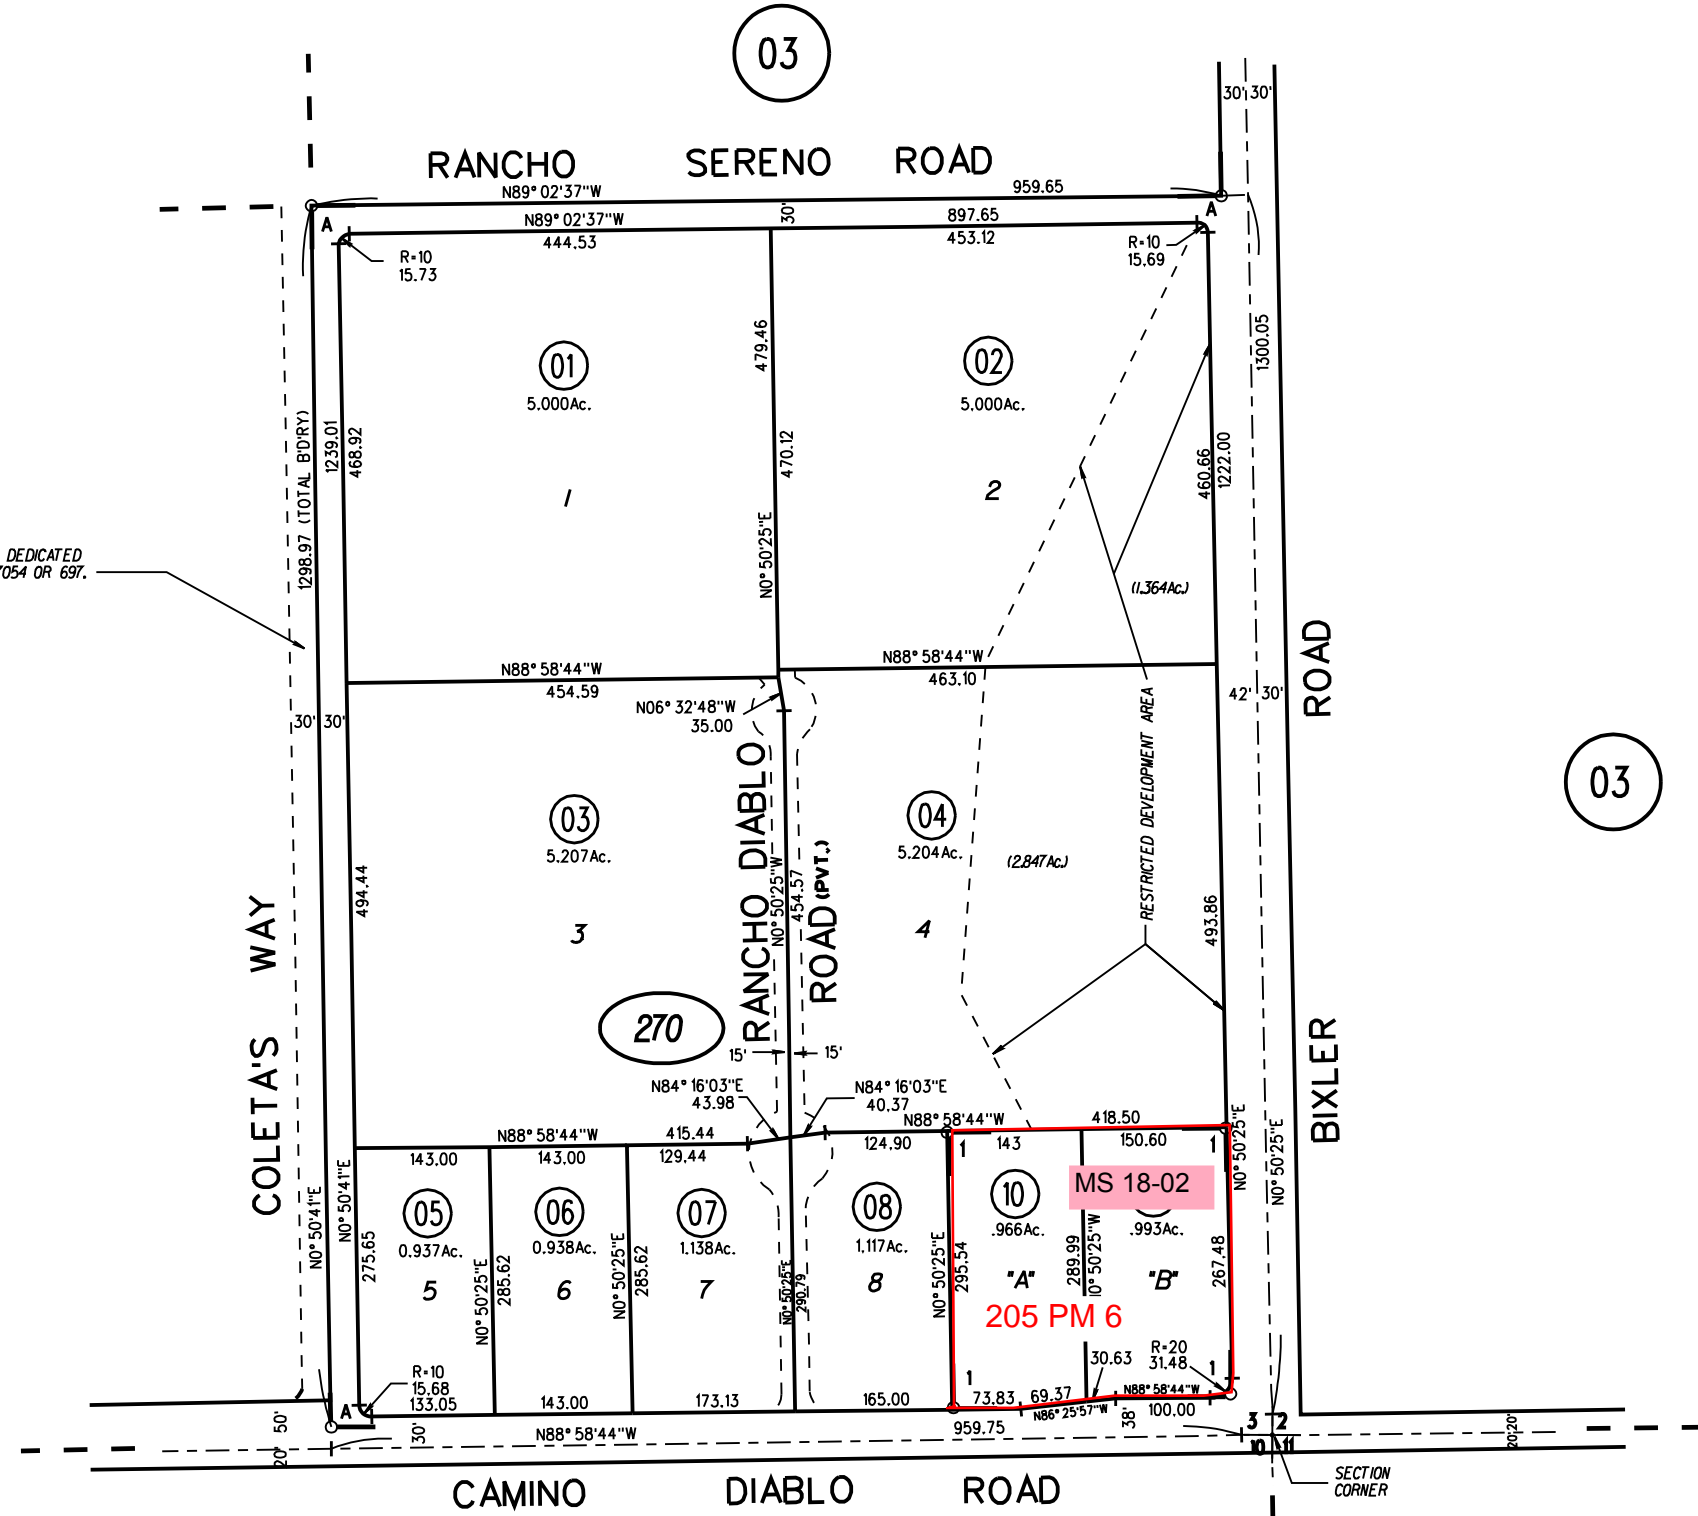 03
30' 30'
RANCHO SERENO ROAD
N89° 02'37"W
959.65
A
30'
A
N89° 02'37"W
897.65
444.53
453.12
R=10
15.73
R=10
15.69
479.46
1300.05
01
5.000Ac.
02
5.000Ac.
1298.97 (TOTAL B'D'RY)
1239.01
468.92
470.12
460.66
1222.00
1
2
N0° 50'25"E
DEDICATED
7054 OR 697.
(1.364Ac.)
ROAD
N88° 58'44"W
454.59
N88° 58'44"W
463.10
N06° 32'48"W
35.00
30' 30'
42' 30'
RESTRICTED DEVELOPMENT AREA
03
03
5.207Ac.
04
5.204Ac.
(2.847Ac.)
RANCHO DIABLO
ROAD (PVT.)
N0° 50'25"W
454.57
494.44
493.86
3
4
COLETA'S WAY
270
15' 15'
BIXLER
N84° 16'03"E
43.98
N84° 16'03"E
40.37
N88° 58'44"W
418.50
N88° 58'44"W
415.44
124.90
143
150.60
1
1
143.00
143.00
129.44
N0° 50'41"E
N0° 50'41"E
N0° 50'25"E
N0° 50'25"E
MS 18-02
05
0.937Ac.
06
0.938Ac.
07
1.138Ac.
08
1.117Ac.
10
.966Ac.
.993Ac.
275.65
N0° 50'25"E
285.62
N0° 50'25"E
285.62
N0° 50'25"E
290.79
N0° 50'25"E
295.54
289.99
N0° 50'25"W
267.48
5
6
7
8
"A"
"B"
205 PM 6
R=10
15.68
133.05
143.00
173.13
165.00
1
73.83
69.37
30.63
R=20
31.48
1
N88° 58'44"W
N86° 25'57"W
38'
100.00
A
20' 50'
30'
N88° 58'44"W
959.75
3 2
10 11
20' 20'
SECTION
CORNER
CAMINO DIABLO ROAD